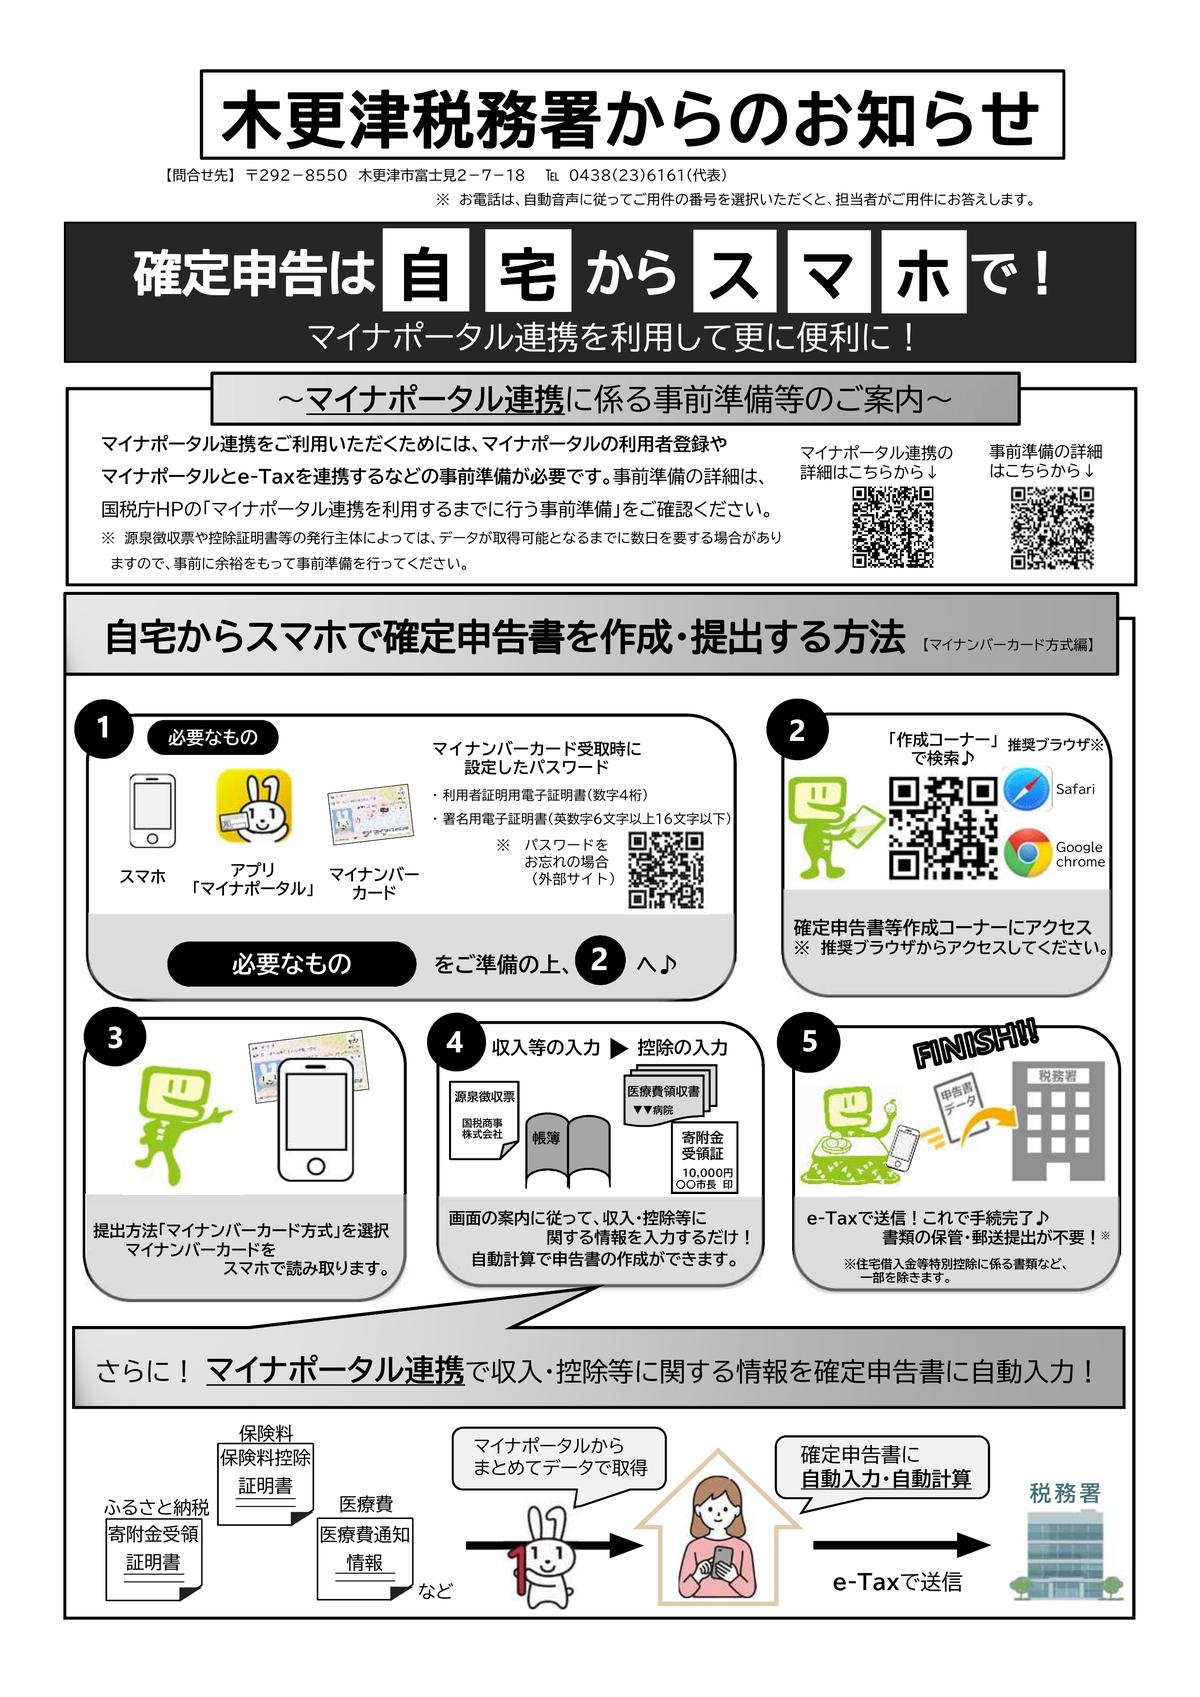 木更津税務署からのお知らせ
【問合せ先】 〒292－8550 木更津市富士見2－7－18 ℡ 0438(23)6161(代表)
※ お電話は、自動音声に従ってご用件の番号を選択いただくと、担当者がご用件にお答えします。
確定申告は自宅からスマホで！
マイナポータル連携を利用して更に便利に！
～マイナポータル連携に係る事前準備等のご案内～
マイナポータル連携をご利用いただくためには、マイナポータルの利用者登録や
マイナポータルとe-Taxを連携するなどの事前準備が必要です。事前準備の詳細は、
国税庁HPの「マイナポータル連携を利用するまでに行う事前準備」をご確認ください。
※ 源泉徴収票や控除証明書等の発行主体によっては、データが取得可能となるまでに数日を要する場合があり
ますので、事前に余裕をもって事前準備を行ってください。
マイナポータル連携の
詳細はこちらから↓
事前準備の詳細
はこちらから↓
自宅からスマホで確定申告書を作成・提出する方法 【マイナンバーカード方式編】
1
必要なもの
スマホ
アプリ
「マイナポータル」
マイナンバー
カード
マイナンバーカード受取時に
設定したパスワード
・利用者証明用電子証明書(数字4桁)
・署名用電子証明書(英数字6文字以上16文字以下)
※ パスワードを
お忘れの場合
(外部サイト)
必要なもの をご準備の上、 2 へ♪
2
「作成コーナー」
で検索♪
推奨ブラウザ※
Safari
Google
chrome
確定申告書等作成コーナーにアクセス
※ 推奨ブラウザからアクセスしてください。
3
提出方法「マイナンバーカード方式」を選択
マイナンバーカードを
スマホで読み取ります。
4
収入等の入力 ▶ 控除の入力
源泉徴収票
国税商事
株式会社
帳簿
医療費領収書
▼▼病院
寄附金
受領証
10,000円
〇〇市長 印
画面の案内に従って、収入・控除等に
関する情報を入力するだけ！
自動計算で申告書の作成ができます。
5
FINISH!!
申告書
データ
税務署
e-Taxで送信！これで手続完了♪
書類の保管・郵送提出が不要！※
※住宅借入金等特別控除に係る書類など、
一部を除きます。
さらに！ マイナポータル連携で収入・控除等に関する情報を確定申告書に自動入力！
保険料
保険料控除
証明書
ふるさと納税
寄附金受領
証明書
医療費
医療費通知
情報
など
マイナポータルから
まとめてデータで取得
1
確定申告書に
自動入力・自動計算
e-Taxで送信
税務署